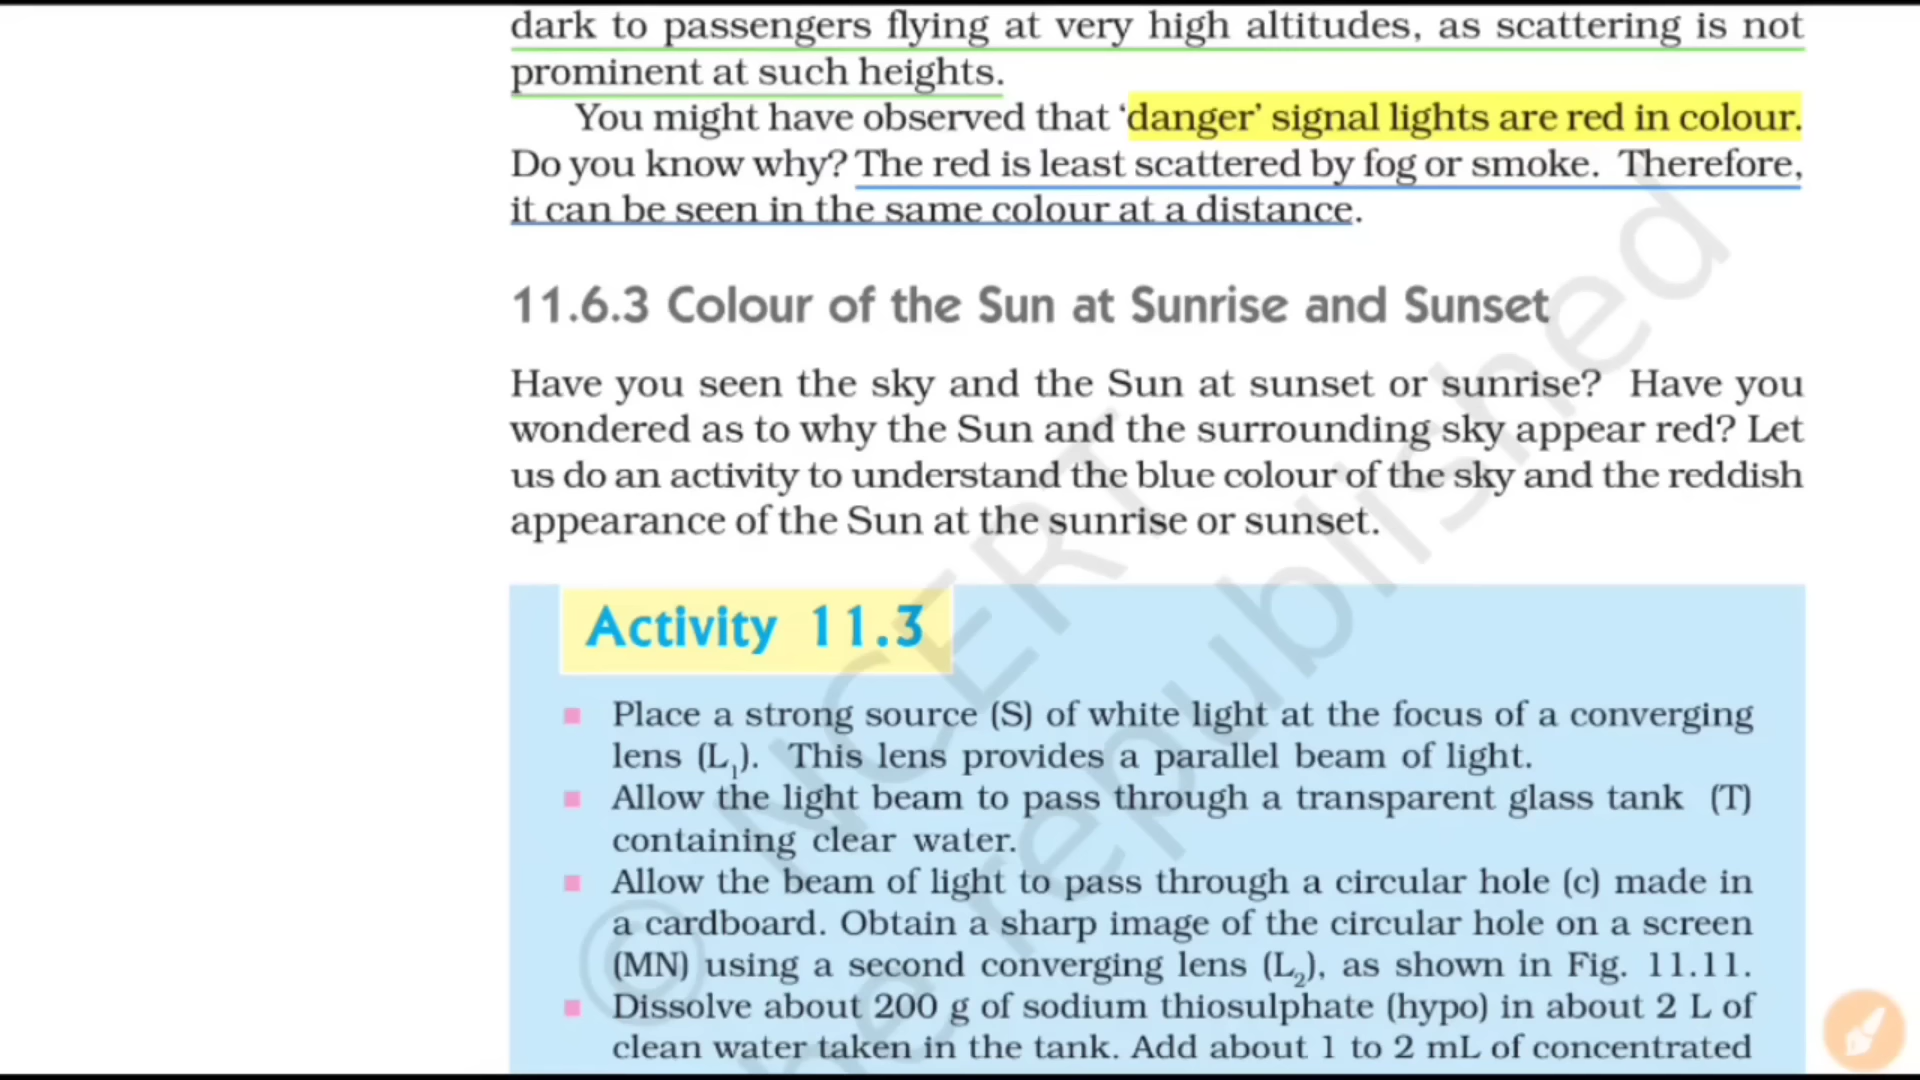 dark to passengers flying at very high altitudes, as scattering is not
prominent at such heights.
You might have observed that ‘danger’ signal lights are red in colour.
Do you know why? The red is least scattered by fog or smoke. Therefore,
it can be seen in the same colour at a distance.
11.6.3 Colour of the Sun at Sunrise and Sunset
Have you seen the sky and the Sun at sunset or sunrise? Have you
wondered as to why the Sun and the surrounding sky appear red? Let
us do an activity to understand the blue colour of the sky and the reddish
appearance of the Sun at the sunrise or sunset.
Activity 11.3
Place a strong source (S) of white light at the focus of a converging
lens (L₁). This lens provides a parallel beam of light.
Allow the light beam to pass through a transparent glass tank (T)
containing clear water.
Allow the beam of light to pass through a circular hole (c) made in
a cardboard. Obtain a sharp image of the circular hole on a screen
(MN) using a second converging lens (L₂), as shown in Fig. 11.11.
Dissolve about 200 g of sodium thiosulphate (hypo) in about 2 L of
clean water taken in the tank. Add about 1 to 2 mL of concentrated
© NCERT
be republished